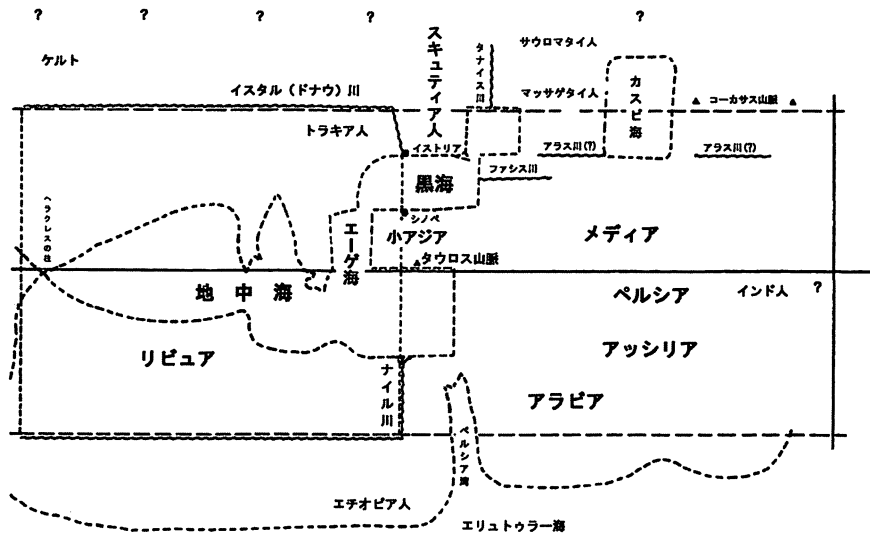 ? ? ? ? ?
ケルト
スキュティア人
タナイス川
サウロマタイ人
イスタル（ドナウ）川
マッサゲタイ人
カスピ海
コーカサス山脈
トラキア人
イストリア
アラス川(?)
アラス川(?)
ファシス川
黒海
ヘラクレスの柱
シノペ
エーゲ海
小アジア
メディア
タウロス山脈
地中海
ペルシア
インド人 ?
リビュア
アッシリア
ナイル川
アラビア
ペルシア湾
エチオピア人
エリュトゥラー海